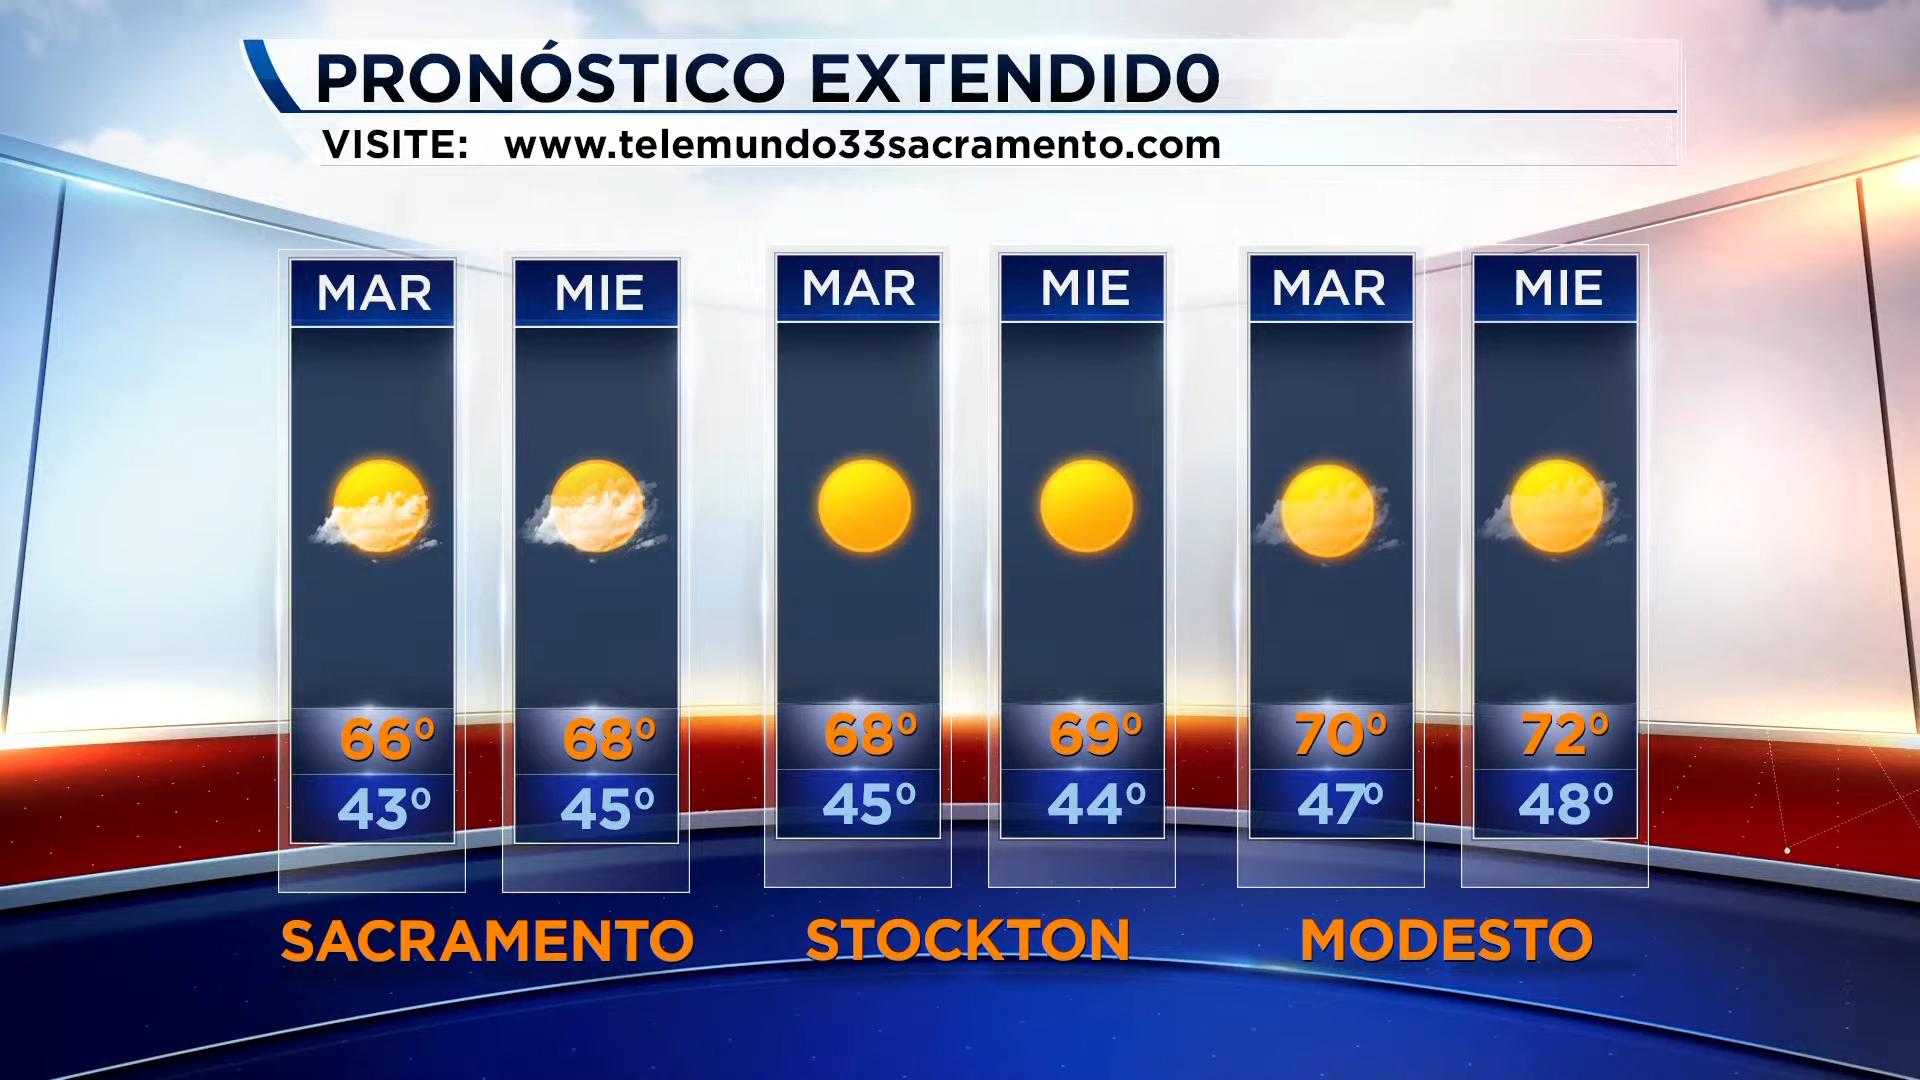 PRONÓSTICO EXTENDID0
VISITE: www.telemundo33sacramento.com
MAR MIE MAR MIE MAR MIE
66° 68° 68° 69° 70° 72°
43° 45° 45° 44° 47° 48°
SACRAMENTO STOCKTON MODESTO